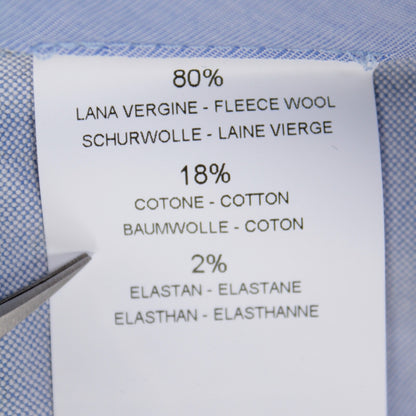 80%
LANA VERGINE - FLEECE WOOL
SCHURWOLLE - LAINE VIERGE
18%
COTONE - COTTON
BAUMWOLLE - COTON
2%
ELASTAN - ELASTANE
ELASTHAN - ELASTHANNE